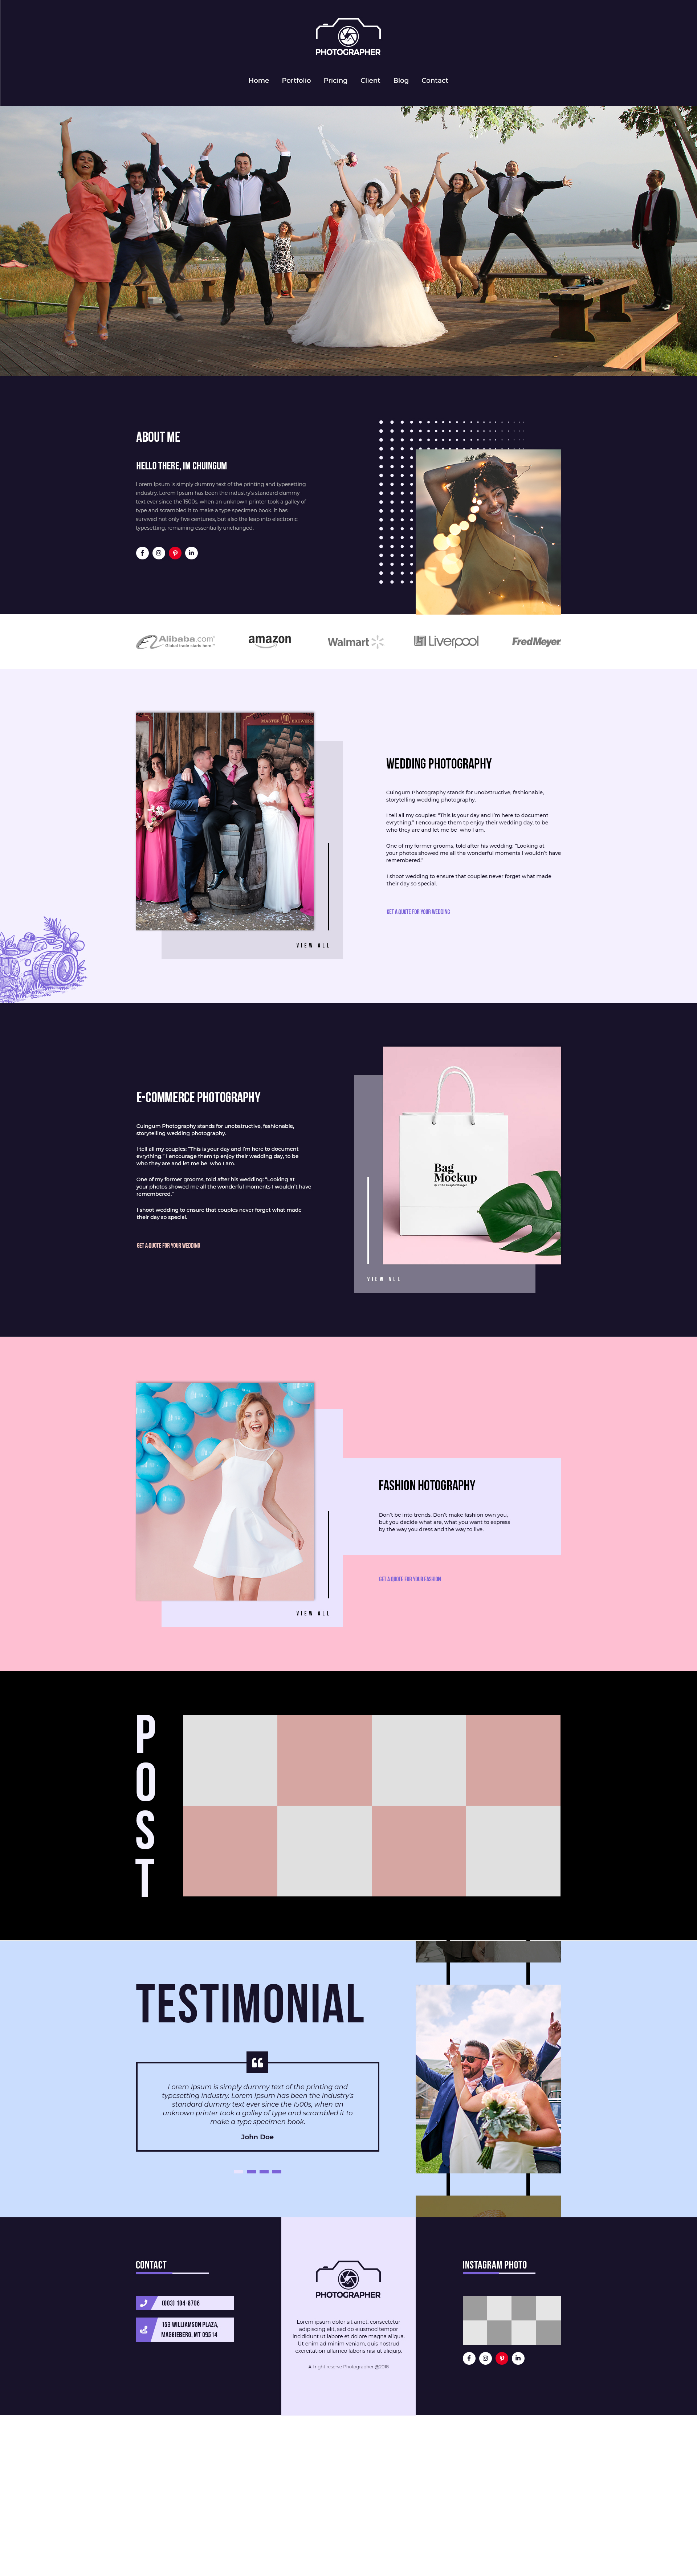 PHOTOGRAPHER
Home Portfolio Pricing Client Blog Contact
ABOUT ME
HELLO THERE, IM CHUINGUM
Lorem Ipsum is simply dummy text of the printing and typesetting
industry. Lorem Ipsum has been the industry's standard dummy
text ever since the 1500s, when an unknown printer took a galley of
type and scrambled it to make a type specimen book. It has
survived not only five centuries, but also the leap into electronic
typesetting, remaining essentially unchanged.
Alibaba.com
Global trade starts here.™
amazon
Walmart
Liverpool
FredMeyer
MASTER BREWERS
VIEW ALL
WEDDING PHOTOGRAPHY
Cuingum Photography stands for unobstructive, fashionable,
storytelling wedding photography.
I tell all my couples: “This is your day and I’m here to document
evrything.” I encourage them tp enjoy their wedding day, to be
who they are and let me be who I am.
One of my former grooms, told after his wedding: “Looking at
your photos showed me all the wonderful moments I wouldn’t have
remembered.”
I shoot wedding to ensure that couples never forget what made
their day so special.
GET A QUOTE FOR YOUR WEDDING
E-COMMERCE PHOTOGRAPHY
Cuingum Photography stands for unobstructive, fashionable,
storytelling wedding photography.
I tell all my couples: “This is your day and I’m here to document
evrything.” I encourage them tp enjoy their wedding day, to be
who they are and let me be who I am.
One of my former grooms, told after his wedding: “Looking at
your photos showed me all the wonderful moments I wouldn’t have
remembered.”
I shoot wedding to ensure that couples never forget what made
their day so special.
GET A QUOTE FOR YOUR WEDDING
Bag
Mockup
VIEW ALL
VIEW ALL
FASHION HOTOGRAPHY
Don’t be into trends. Don’t make fashion own you,
but you decide what are, what you want to express
by the way you dress and the way to live.
GET A QUOTE FOR YOUR FASHION
POST
TESTIMONIAL
Lorem Ipsum is simply dummy text of the printing and
typesetting industry. Lorem Ipsum has been the industry's
standard dummy text ever since the 1500s, when an
unknown printer took a galley of type and scrambled it to
make a type specimen book.
John Doe
CONTACT
(003) 104-6706
153 WILLIAMSON PLAZA,
MAGGIEBERG, MT 09514
PHOTOGRAPHER
Lorem ipsum dolor sit amet, consectetur
adipiscing elit, sed do eiusmod tempor
incididunt ut labore et dolore magna aliqua.
Ut enim ad minim veniam, quis nostrud
exercitation ullamco laboris nisi ut aliquip.
All right reserve Photographer @2018
INSTAGRAM PHOTO